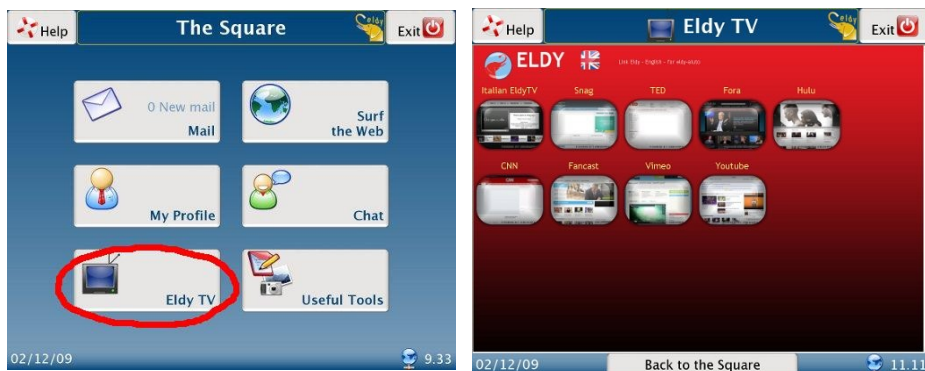 Help
The Square
eldy
Exit
0 New mail
Mail
Surf
the Web
My Profile
Chat
Eldy TV
Useful Tools
02/12/09
9.33
Help
Eldy TV
eldy
Exit
ELDY
Italian EldyTV
Snag
TED
Fora
Hulu
CNN
Fancast
Vimeo
Youtube
02/12/09
Back to the Square
11.11